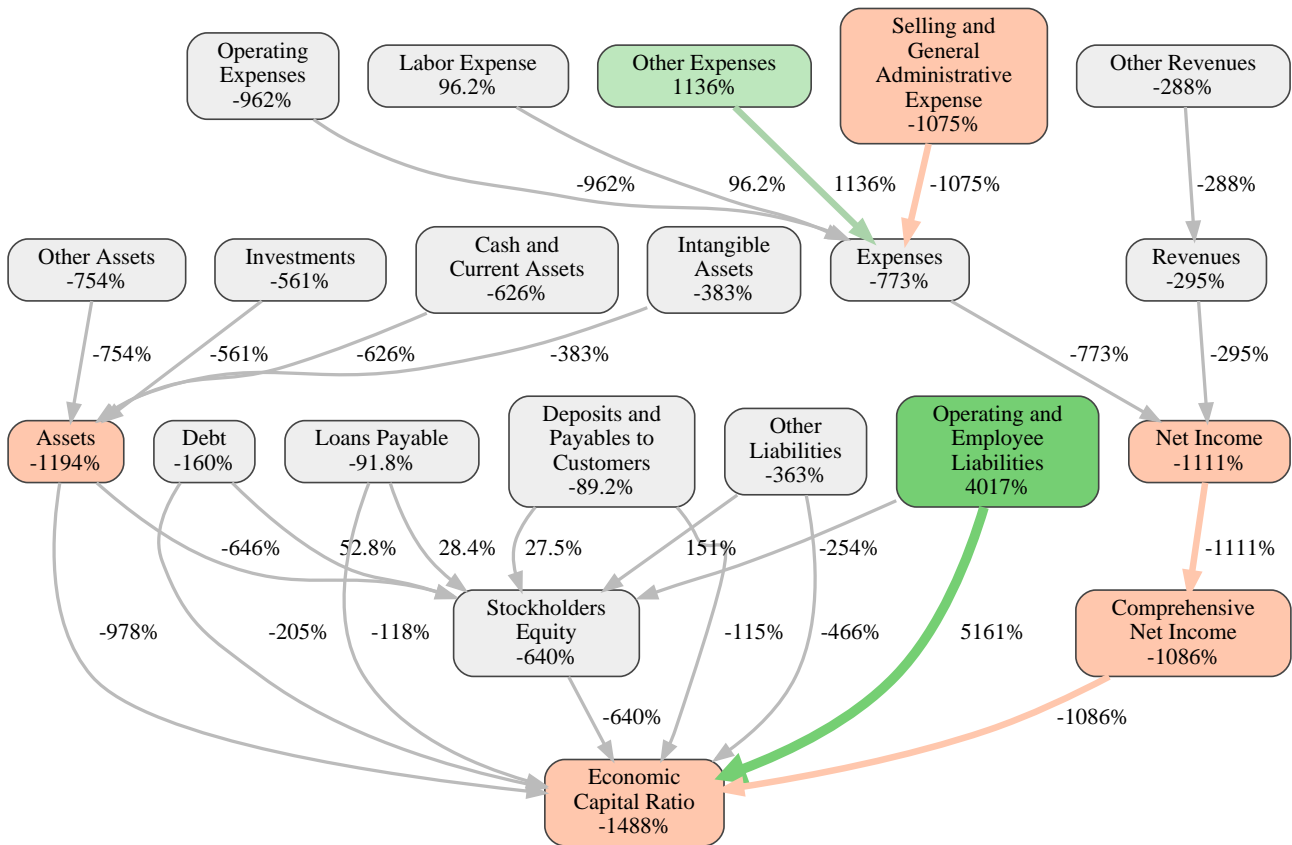 Operating
Expenses
-962%
Labor Expense
96.2%
Other Expenses
1136%
Selling and
General
Administrative
Expense
-1075%
Other Revenues
-288%
-962%
96.2%
1136%
-1075%
-288%
Other Assets
-754%
Investments
-561%
Cash and
Current Assets
-626%
Intangible
Assets
-383%
Expenses
-773%
Revenues
-295%
-754%
-561%
-626%
-383%
-773%
-295%
Assets
-1194%
Debt
-160%
Loans Payable
-91.8%
Deposits and
Payables to
Customers
-89.2%
Other
Liabilities
-363%
Operating and
Employee
Liabilities
4017%
Net Income
-1111%
-646%
52.8%
28.4%
27.5%
151%
-254%
-1111%
Stockholders
Equity
-640%
Comprehensive
Net Income
-1086%
-978%
-205%
-118%
-115%
-466%
5161%
-640%
-1086%
Economic
Capital Ratio
-1488%